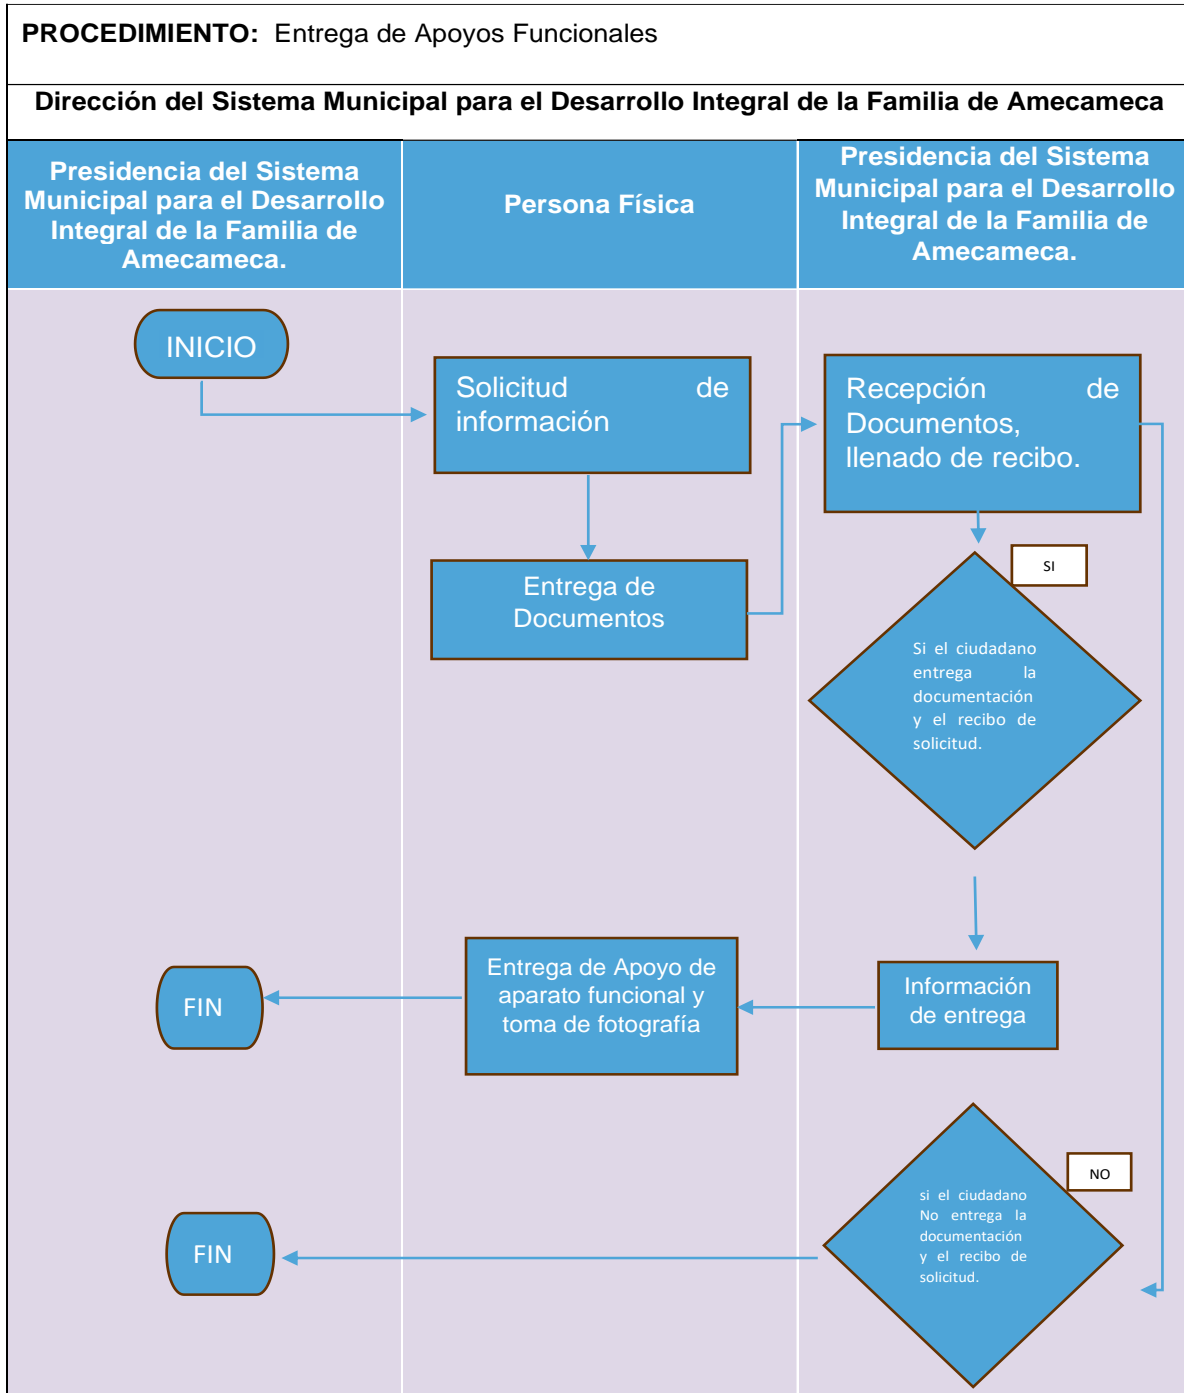 PROCEDIMIENTO: Entrega de Apoyos Funcionales
Dirección del Sistema Municipal para el Desarrollo Integral de la Familia de Amecameca
Presidencia del Sistema
Municipal para el Desarrollo
Integral de la Familia de
Amecameca.
Persona Física
Presidencia del Sistema
Municipal para el Desarrollo
Integral de la Familia de
Amecameca.
INICIO
Solicitud de
información
Recepción de
Documentos,
llenado de recibo.
Entrega de
Documentos
SI
Si el ciudadano
entrega la
documentación
y el recibo de
solicitud.
Información
de entrega
Entrega de Apoyo de
aparato funcional y
toma de fotografía
FIN
NO
si el ciudadano
No entrega la
documentación
y el recibo de
solicitud.
FIN